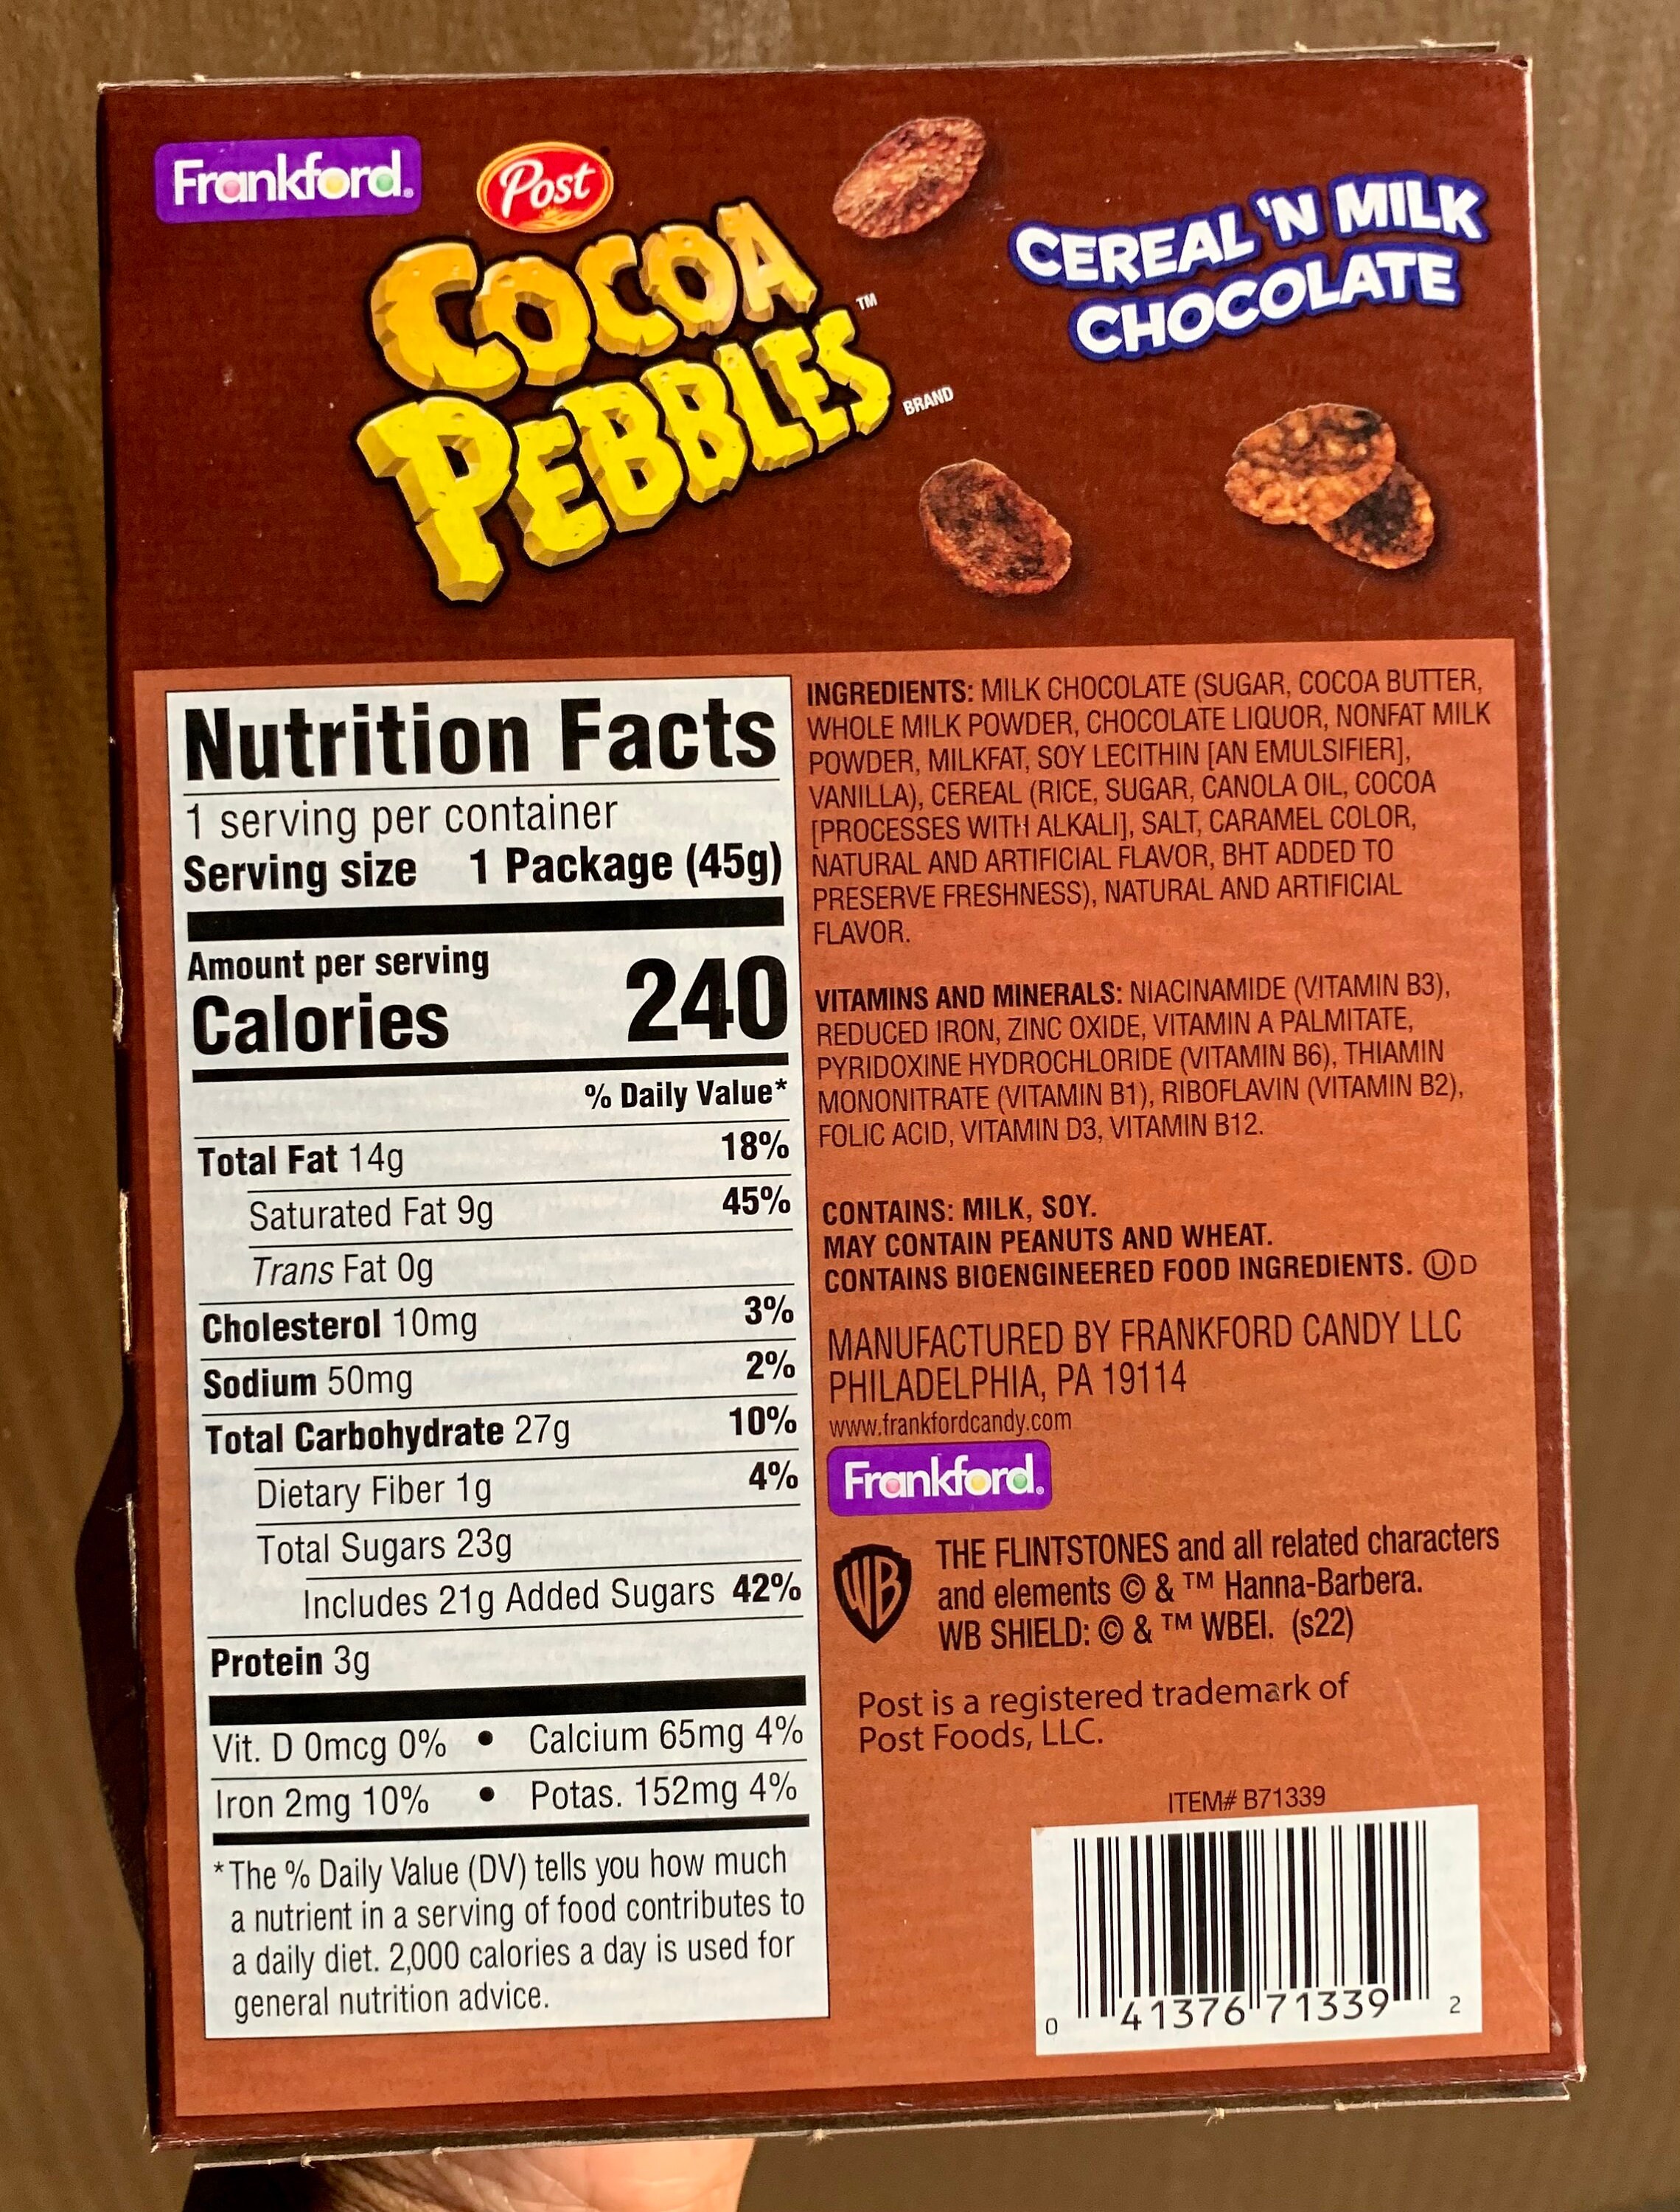 Frankford®
Post
COCOA
PEBBLES™
BRAND
CEREAL 'N MILK
CHOCOLATE
Nutrition Facts
1 serving per container
Serving size 1 Package (45g)
Amount per serving
Calories 240
% Daily Value*
Total Fat 14g 18%
Saturated Fat 9g 45%
Trans Fat 0g
Cholesterol 10mg 3%
Sodium 50mg 2%
Total Carbohydrate 27g 10%
Dietary Fiber 1g 4%
Total Sugars 23g
Includes 21g Added Sugars 42%
Protein 3g
Vit. D 0mcg 0% • Calcium 65mg 4%
Iron 2mg 10% • Potas. 152mg 4%
*The % Daily Value (DV) tells you how much
a nutrient in a serving of food contributes to
a daily diet. 2,000 calories a day is used for
general nutrition advice.
INGREDIENTS: MILK CHOCOLATE (SUGAR, COCOA BUTTER,
WHOLE MILK POWDER, CHOCOLATE LIQUOR, NONFAT MILK
POWDER, MILKFAT, SOY LECITHIN [AN EMULSIFIER],
VANILLA), CEREAL (RICE, SUGAR, CANOLA OIL, COCOA
[PROCESSES WITH ALKALI], SALT, CARAMEL COLOR,
NATURAL AND ARTIFICIAL FLAVOR, BHT ADDED TO
PRESERVE FRESHNESS), NATURAL AND ARTIFICIAL
FLAVOR.
VITAMINS AND MINERALS: NIACINAMIDE (VITAMIN B3),
REDUCED IRON, ZINC OXIDE, VITAMIN A PALMITATE,
PYRIDOXINE HYDROCHLORIDE (VITAMIN B6), THIAMIN
MONONITRATE (VITAMIN B1), RIBOFLAVIN (VITAMIN B2),
FOLIC ACID, VITAMIN D3, VITAMIN B12.
CONTAINS: MILK, SOY.
MAY CONTAIN PEANUTS AND WHEAT.
CONTAINS BIOENGINEERED FOOD INGREDIENTS. Ⓤ D
MANUFACTURED BY FRANKFORD CANDY LLC
PHILADELPHIA, PA 19114
www.frankfordcandy.com
Frankford®
WB
THE FLINTSTONES and all related characters
and elements © & ™ Hanna-Barbera.
WB SHIELD: © & ™ WBEI. (s22)
Post is a registered trademark of
Post Foods, LLC.
ITEM# B71339
0 41376 71339 2